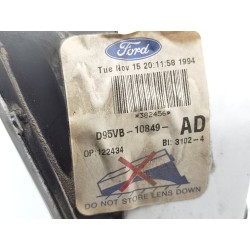 Ford
Tue Nov 15 20:11:58 1994
*362456*
D95VB-10849- AD
OP:122434 Bt: 3102-4
DO NOT STORE LENS DOWN